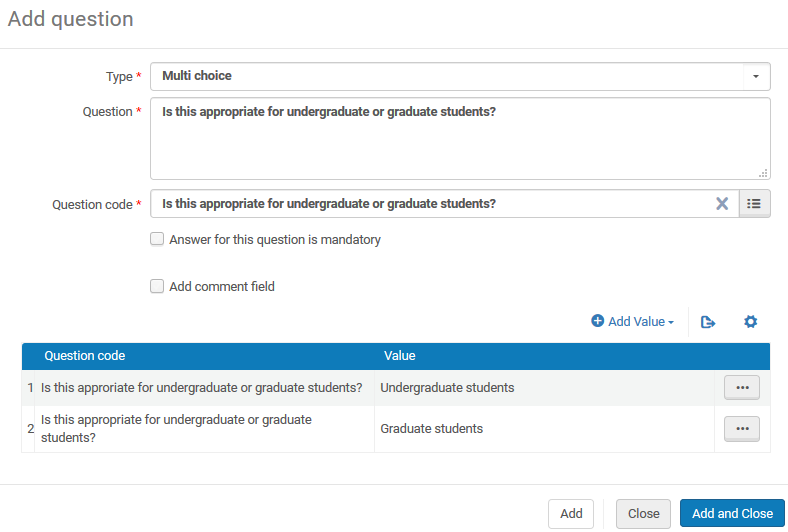 Add question
Type *
Multi choice
Question *
Is this appropriate for undergraduate or graduate students?
Question code *
Is this appropriate for undergraduate or graduate students?
Answer for this question is mandatory
Add comment field
Add Value
Question code Value
1 Is this approriate for undergraduate or graduate students? Undergraduate students
Is this appropriate for undergraduate or graduate
2 students? Graduate students
Add Close Add and Close